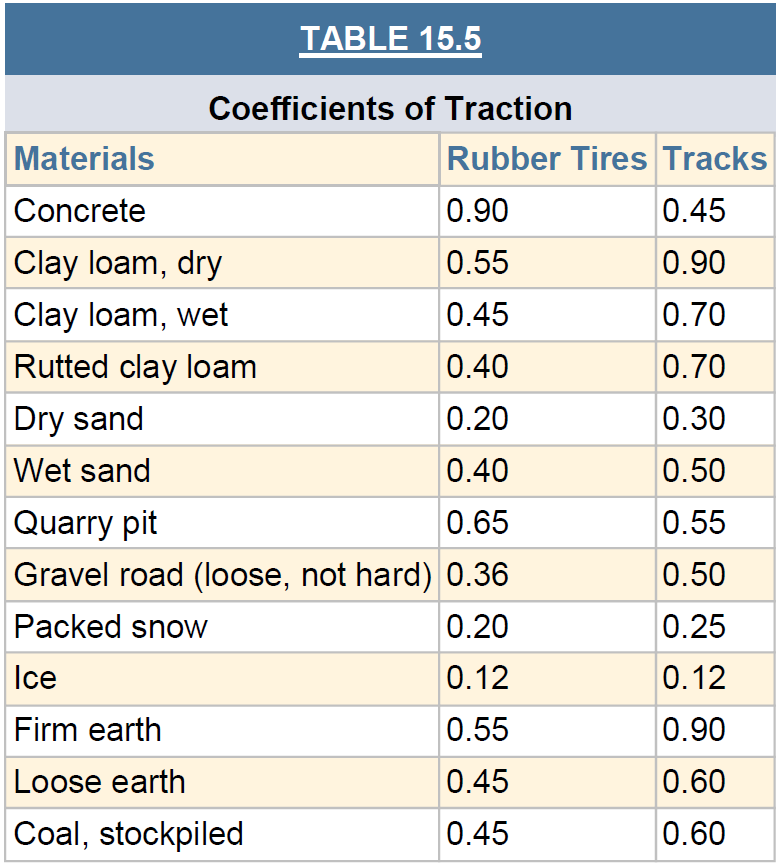 TABLE 15.5
Coefficients of Traction
Materials Rubber Tires Tracks
Concrete 0.90 0.45
Clay loam, dry 0.55 0.90
Clay loam, wet 0.45 0.70
Rutted clay loam 0.40 0.70
Dry sand 0.20 0.30
Wet sand 0.40 0.50
Quarry pit 0.65 0.55
Gravel road (loose, not hard) 0.36 0.50
Packed snow 0.20 0.25
Ice 0.12 0.12
Firm earth 0.55 0.90
Loose earth 0.45 0.60
Coal, stockpiled 0.45 0.60